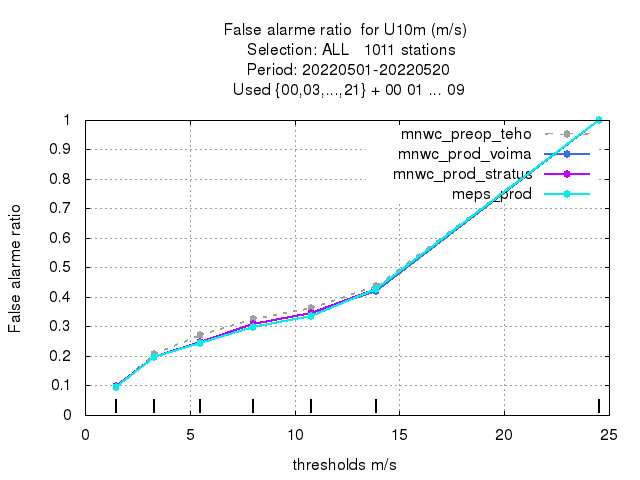 False alarme ratio  for U10m (m/s)
Selection: ALL   1011 stations
Period: 20220501-20220520
Used {00,03,...,21} + 00 01 ... 09
1
0.9
0.8
0.7
0.6
0.5
0.4
0.3
0.2
0.1
0
False alarme ratio
mnwc_preop_teho
mnwc_prod_voima
mnwc_prod_stratus
meps_prod
0 5 10 15 20 25
thresholds m/s